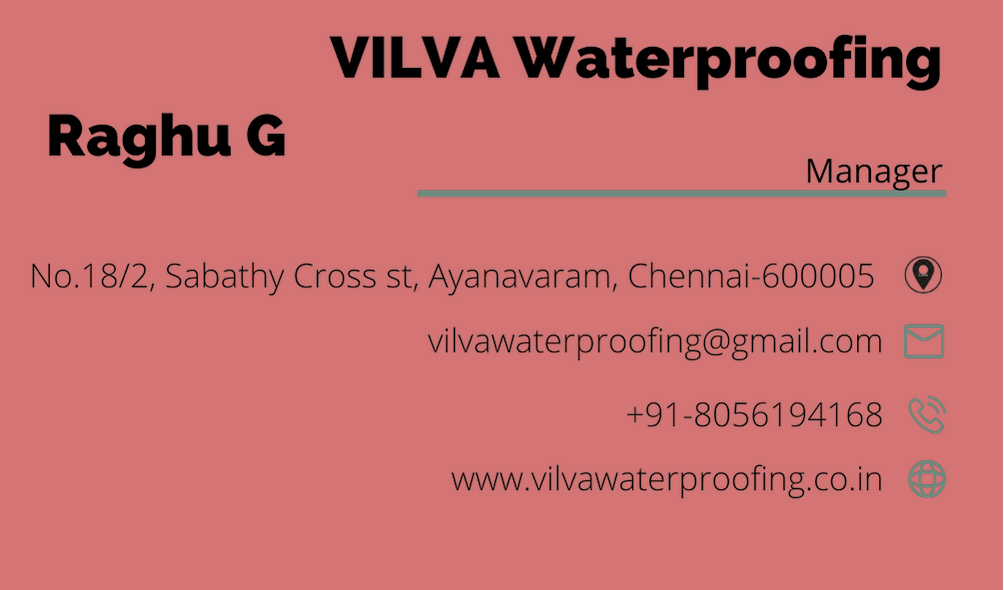 VILVA Waterproofing
Raghu G
Manager
No.18/2, Sabathy Cross st, Ayanavaram, Chennai-600005
vilvawaterproofing@gmail.com
+91-8056194168
www.vilvawaterproofing.co.in